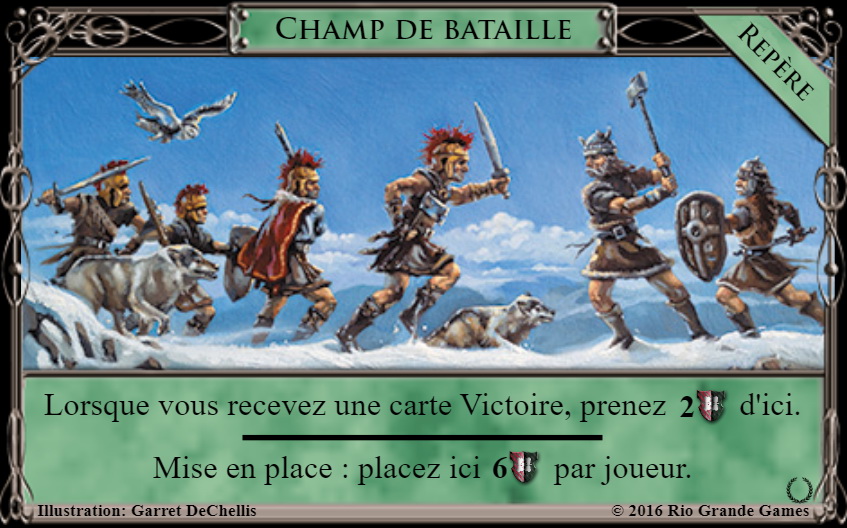 Champ de bataille
Repère
Lorsque vous recevez une carte Victoire, prenez 2 d'ici.
Mise en place : placez ici 6 par joueur.
Illustration: Garret DeChellis
© 2016 Rio Grande Games